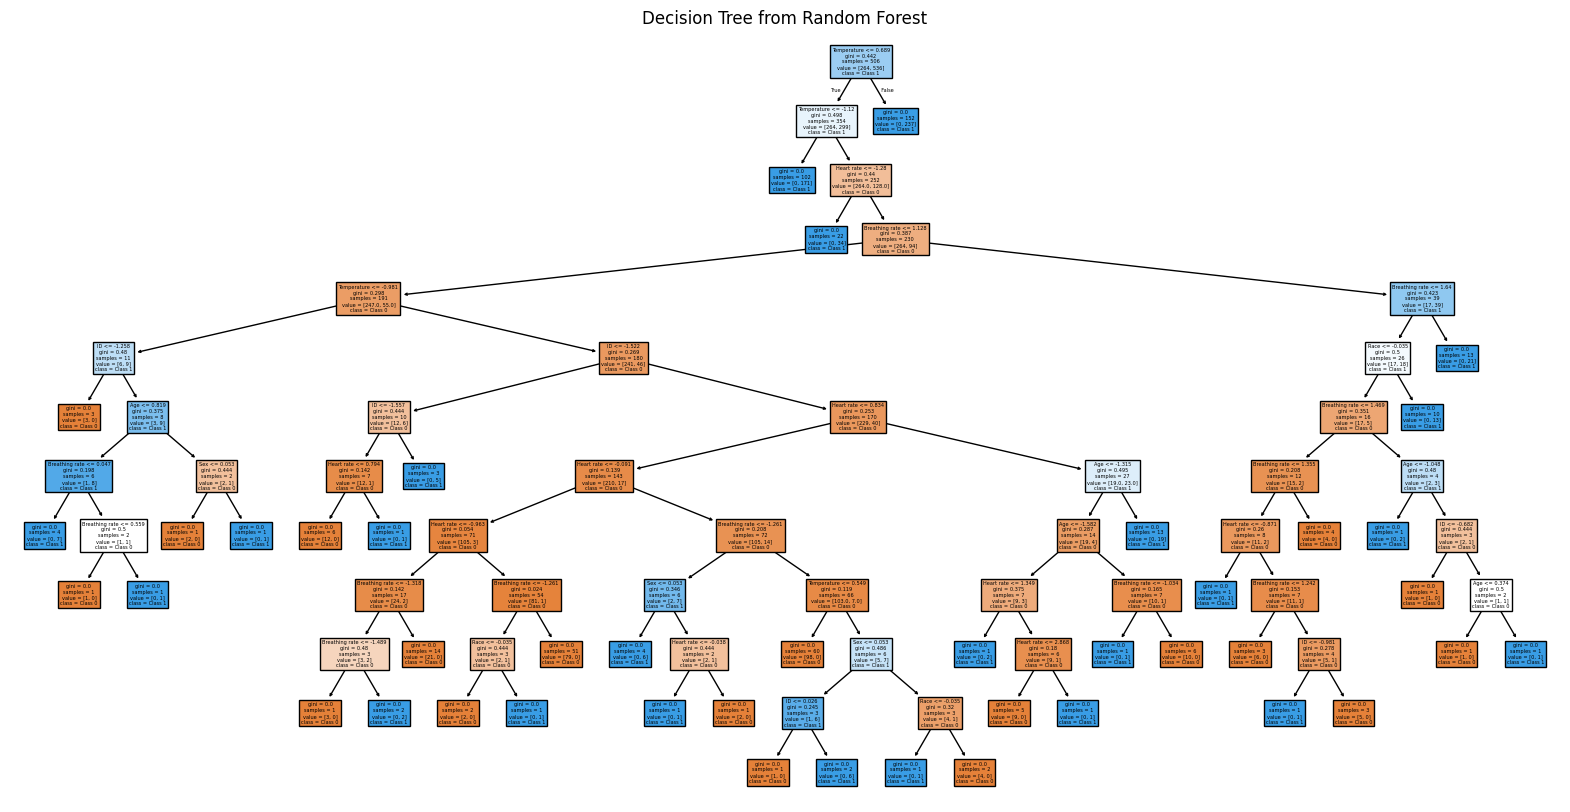 Decision Tree from Random Forest
Temperature <= 0.689
gini = 0.442
samples = 506
value = [264, 536]
class = Class 1
True
False
Temperature <= -1.12
gini = 0.498
samples = 354
value = [264, 299]
class = Class 1
gini = 0.0
samples = 152
value = [0, 237]
class = Class 1
gini = 0.0
samples = 102
value = [0, 171]
class = Class 1
Heart rate <= -1.28
gini = 0.44
samples = 252
value = [264.0, 128.0]
class = Class 0
gini = 0.0
samples = 22
value = [0, 34]
class = Class 1
Breathing rate <= 1.128
gini = 0.387
samples = 230
value = [264, 94]
class = Class 0
Temperature <= -0.981
gini = 0.298
samples = 191
value = [247.0, 55.0]
class = Class 0
Breathing rate <= 1.64
gini = 0.423
samples = 39
value = [17, 39]
class = Class 1
ID <= -1.258
gini = 0.48
samples = 11
value = [6, 9]
class = Class 1
ID <= -1.522
gini = 0.269
samples = 180
value = [241, 46]
class = Class 0
Race <= -0.035
gini = 0.5
samples = 26
value = [17, 18]
class = Class 1
gini = 0.0
samples = 13
value = [0, 21]
class = Class 1
gini = 0.0
samples = 3
value = [3, 0]
class = Class 0
Age <= 0.819
gini = 0.375
samples = 8
value = [3, 9]
class = Class 1
ID <= -1.557
gini = 0.444
samples = 10
value = [12, 6]
class = Class 0
Heart rate <= 0.834
gini = 0.253
samples = 170
value = [229, 40]
class = Class 0
Breathing rate <= 1.469
gini = 0.351
samples = 16
value = [17, 5]
class = Class 0
gini = 0.0
samples = 10
value = [0, 13]
class = Class 1
Breathing rate <= 0.047
gini = 0.198
samples = 6
value = [1, 8]
class = Class 1
Sex <= 0.053
gini = 0.444
samples = 2
value = [2, 1]
class = Class 0
Heart rate <= 0.794
gini = 0.142
samples = 7
value = [12, 1]
class = Class 0
gini = 0.0
samples = 3
value = [0, 5]
class = Class 1
Heart rate <= -0.091
gini = 0.139
samples = 143
value = [210, 17]
class = Class 0
Age <= -1.315
gini = 0.495
samples = 27
value = [19.0, 23.0]
class = Class 1
Breathing rate <= 1.355
gini = 0.208
samples = 12
value = [15, 2]
class = Class 0
Age <= -1.048
gini = 0.48
samples = 4
value = [2, 3]
class = Class 1
gini = 0.0
samples = 4
value = [0, 7]
class = Class 1
Breathing rate <= 0.559
gini = 0.5
samples = 2
value = [1, 1]
class = Class 0
gini = 0.0
samples = 1
value = [2, 0]
class = Class 0
gini = 0.0
samples = 1
value = [0, 1]
class = Class 1
gini = 0.0
samples = 6
value = [12, 0]
class = Class 0
gini = 0.0
samples = 1
value = [0, 1]
class = Class 1
Heart rate <= -0.963
gini = 0.054
samples = 71
value = [105, 3]
class = Class 0
Breathing rate <= -1.261
gini = 0.208
samples = 72
value = [105, 14]
class = Class 0
Age <= -1.582
gini = 0.287
samples = 14
value = [19, 4]
class = Class 0
gini = 0.0
samples = 13
value = [0, 19]
class = Class 1
Heart rate <= -0.871
gini = 0.26
samples = 8
value = [11, 2]
class = Class 0
gini = 0.0
samples = 4
value = [4, 0]
class = Class 0
gini = 0.0
samples = 1
value = [0, 2]
class = Class 1
ID <= -0.682
gini = 0.444
samples = 3
value = [2, 1]
class = Class 0
gini = 0.0
samples = 1
value = [1, 0]
class = Class 0
gini = 0.0
samples = 1
value = [0, 1]
class = Class 1
Breathing rate <= -1.318
gini = 0.142
samples = 17
value = [24, 2]
class = Class 0
Breathing rate <= -1.261
gini = 0.024
samples = 54
value = [81, 1]
class = Class 0
Sex <= 0.053
gini = 0.346
samples = 6
value = [2, 7]
class = Class 1
Temperature <= 0.549
gini = 0.119
samples = 66
value = [103.0, 7.0]
class = Class 0
Heart rate <= 1.349
gini = 0.375
samples = 7
value = [9, 3]
class = Class 0
Breathing rate <= -1.034
gini = 0.165
samples = 7
value = [10, 1]
class = Class 0
gini = 0.0
samples = 1
value = [0, 1]
class = Class 1
Breathing rate <= 1.242
gini = 0.153
samples = 7
value = [11, 1]
class = Class 0
gini = 0.0
samples = 1
value = [1, 0]
class = Class 0
Age <= 0.374
gini = 0.5
samples = 2
value = [1, 1]
class = Class 0
Breathing rate <= -1.489
gini = 0.48
samples = 3
value = [3, 2]
class = Class 0
gini = 0.0
samples = 14
value = [21, 0]
class = Class 0
Race <= -0.035
gini = 0.444
samples = 3
value = [2, 1]
class = Class 0
gini = 0.0
samples = 51
value = [79, 0]
class = Class 0
gini = 0.0
samples = 4
value = [0, 6]
class = Class 1
Heart rate <= -0.038
gini = 0.444
samples = 2
value = [2, 1]
class = Class 0
gini = 0.0
samples = 60
value = [98, 0]
class = Class 0
Sex <= 0.053
gini = 0.486
samples = 6
value = [5, 7]
class = Class 1
gini = 0.0
samples = 1
value = [0, 2]
class = Class 1
Heart rate <= 2.868
gini = 0.18
samples = 6
value = [9, 1]
class = Class 0
gini = 0.0
samples = 1
value = [0, 1]
class = Class 1
gini = 0.0
samples = 6
value = [10, 0]
class = Class 0
gini = 0.0
samples = 3
value = [6, 0]
class = Class 0
ID <= -0.981
gini = 0.278
samples = 4
value = [5, 1]
class = Class 0
gini = 0.0
samples = 1
value = [1, 0]
class = Class 0
gini = 0.0
samples = 1
value = [0, 1]
class = Class 1
gini = 0.0
samples = 1
value = [3, 0]
class = Class 0
gini = 0.0
samples = 2
value = [0, 2]
class = Class 1
gini = 0.0
samples = 2
value = [2, 0]
class = Class 0
gini = 0.0
samples = 1
value = [0, 1]
class = Class 1
gini = 0.0
samples = 1
value = [0, 1]
class = Class 1
gini = 0.0
samples = 1
value = [2, 0]
class = Class 0
ID <= 0.026
gini = 0.245
samples = 3
value = [1, 6]
class = Class 1
Race <= -0.035
gini = 0.32
samples = 3
value = [4, 1]
class = Class 0
gini = 0.0
samples = 5
value = [9, 0]
class = Class 0
gini = 0.0
samples = 1
value = [0, 1]
class = Class 1
gini = 0.0
samples = 1
value = [0, 1]
class = Class 1
gini = 0.0
samples = 3
value = [5, 0]
class = Class 0
gini = 0.0
samples = 1
value = [1, 0]
class = Class 0
gini = 0.0
samples = 2
value = [0, 6]
class = Class 1
gini = 0.0
samples = 1
value = [0, 1]
class = Class 1
gini = 0.0
samples = 2
value = [4, 0]
class = Class 0